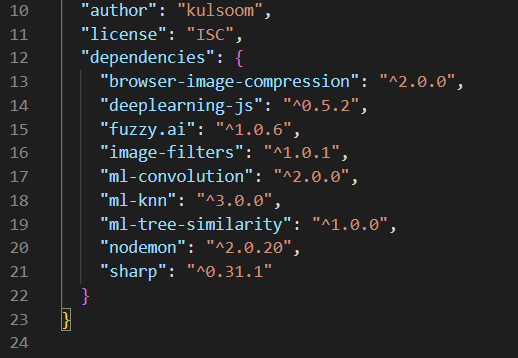 10 "author": "kulsoom",
11 "license": "ISC",
12 "dependencies": {
13 "browser-image-compression": "^2.0.0",
14 "deeplearning-js": "^0.5.2",
15 "fuzzy.ai": "^1.0.6",
16 "image-filters": "^1.0.1",
17 "ml-convolution": "^2.0.0",
18 "ml-knn": "^3.0.0",
19 "ml-tree-similarity": "^1.0.0",
20 "nodemon": "^2.0.20",
21 "sharp": "^0.31.1"
22 }
23 }
24